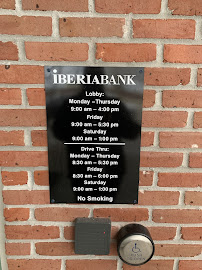 IBERIABANK
Lobby:
Monday –Thursday
9:00 am – 4:00 pm
Friday
9:00 am – 5:30 pm
Saturday
9:00 am – 1:00 pm
Drive Thru:
Monday –Thursday
8:30 am – 5:30 pm
Friday
8:30 am – 6:00 pm
Saturday
9:00 am – 1:00 pm
No Smoking